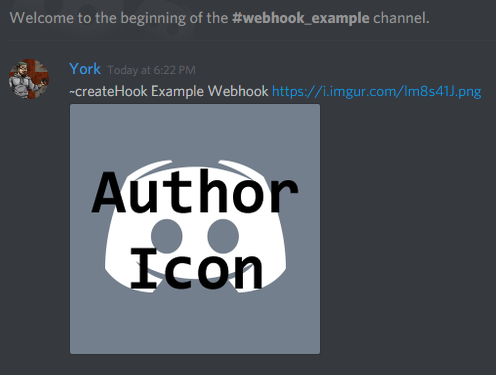 Welcome to the beginning of the #webhook_example channel.
York Today at 6:22 PM
~createHook Example Webhook https://i.imgur.com/lm8s41J.png
Author
Icon